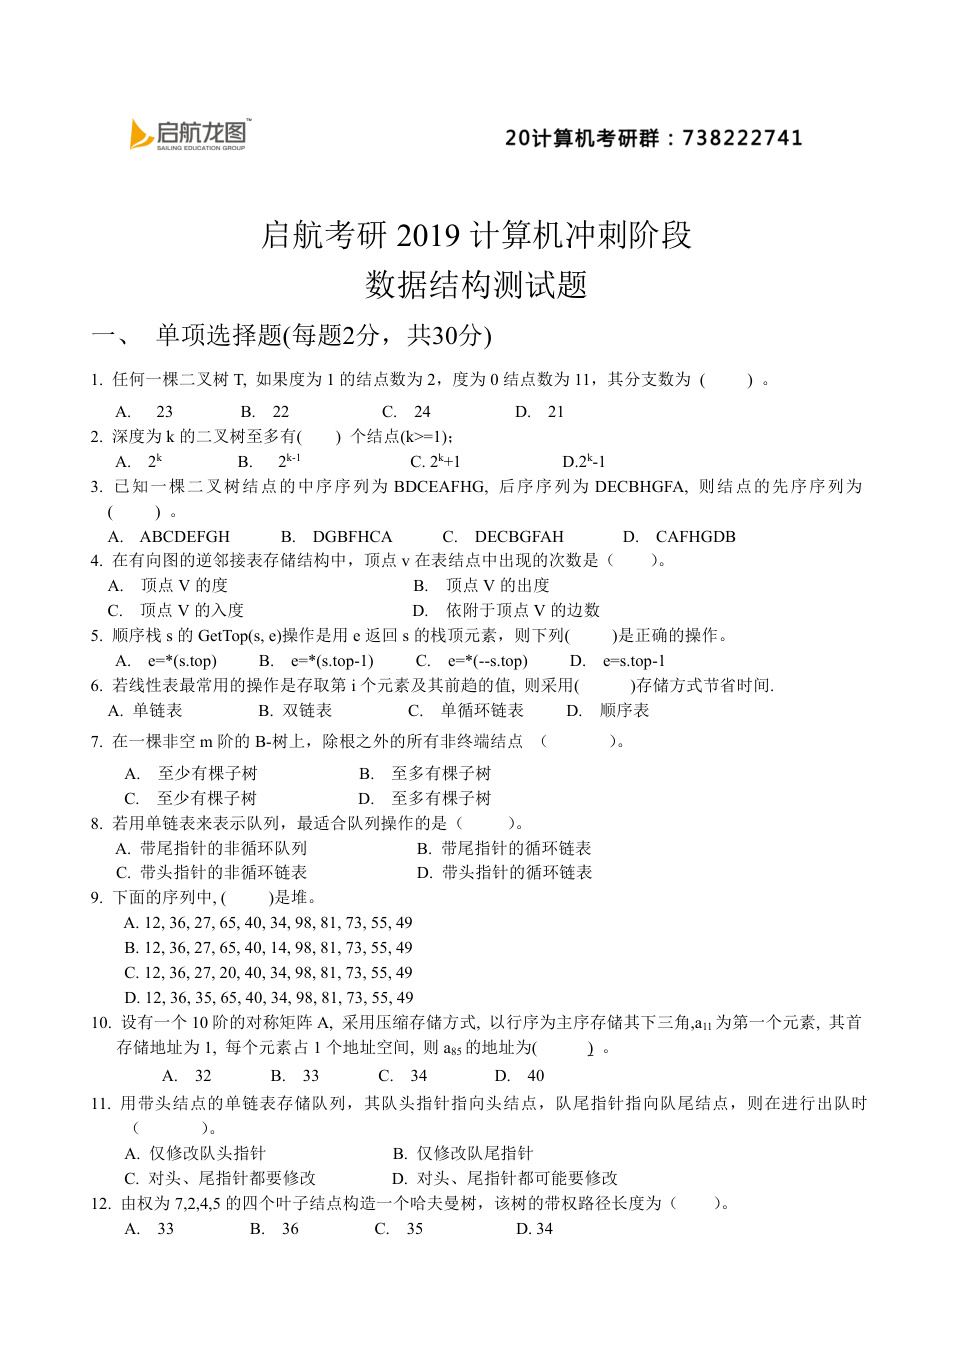 启航龙图™
SAILING EDUCATION GROUP
20计算机考研群：738222741
启航考研 2019 计算机冲刺阶段
数据结构测试题
一、 单项选择题(每题2分，共30分)
1. 任何一棵二叉树 T, 如果度为 1 的结点数为 2，度为 0 结点数为 11，其分支数为（ ）。
A. 23 B. 22 C. 24 D. 21
2. 深度为 k 的二叉树至多有( ）个结点(k>=1)；
A. 2^k B. 2^k-1 C. 2^k+1 D.2^k-1
3. 已知一棵二叉树结点的中序序列为 BDCEAFHG, 后序序列为 DECBHGFA, 则结点的先序序列为
( ）。
A. ABCDEFGH B. DGBFHCA C. DECBGFAH D. CAFHGDB
4. 在有向图的逆邻接表存储结构中，顶点 v 在表结点中出现的次数是（ ）。
A. 顶点 V 的度 B. 顶点 V 的出度
C. 顶点 V 的入度 D. 依附于顶点 V 的边数
5. 顺序栈 s 的 GetTop(s, e)操作是用 e 返回 s 的栈顶元素，则下列( )是正确的操作。
A. e=*(s.top) B. e=*(s.top-1) C. e=*(--s.top) D. e=s.top-1
6. 若线性表最常用的操作是存取第 i 个元素及其前趋的值, 则采用( )存储方式节省时间.
A. 单链表 B. 双链表 C. 单循环链表 D. 顺序表
7. 在一棵非空 m 阶的 B-树上，除根之外的所有非终端结点 （ ）。
A. 至少有棵子树 B. 至多有棵子树
C. 至少有棵子树 D. 至多有棵子树
8. 若用单链表来表示队列，最适合队列操作的是（ ）。
A. 带尾指针的非循环队列 B. 带尾指针的循环链表
C. 带头指针的非循环链表 D. 带头指针的循环链表
9. 下面的序列中, ( )是堆。
A. 12, 36, 27, 65, 40, 34, 98, 81, 73, 55, 49
B. 12, 36, 27, 65, 40, 14, 98, 81, 73, 55, 49
C. 12, 36, 27, 20, 40, 34, 98, 81, 73, 55, 49
D. 12, 36, 35, 65, 40, 34, 98, 81, 73, 55, 49
10. 设有一个 10 阶的对称矩阵 A, 采用压缩存储方式, 以行序为主序存储其下三角,a11 为第一个元素, 其首
存储地址为 1, 每个元素占 1 个地址空间, 则 a85 的地址为( ) 。
A. 32 B. 33 C. 34 D. 40
11. 用带头结点的单链表存储队列，其队头指针指向头结点，队尾指针指向队尾结点，则在进行出队时
（ ）。
A. 仅修改队头指针 B. 仅修改队尾指针
C. 对头、尾指针都要修改 D. 对头、尾指针都可能要修改
12. 由权为 7,2,4,5 的四个叶子结点构造一个哈夫曼树，该树的带权路径长度为（ ）。
A. 33 B. 36 C. 35 D. 34